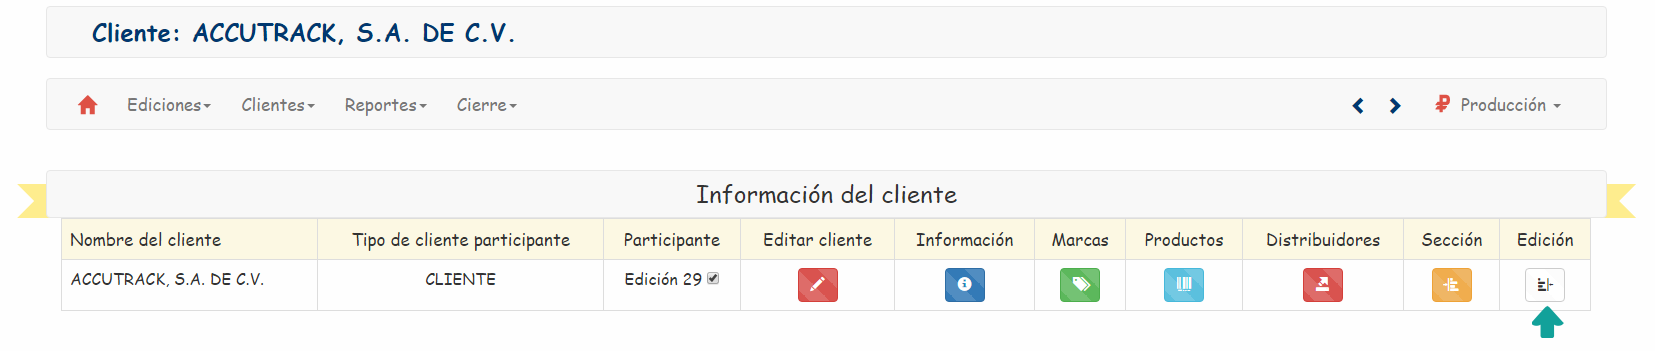 Cliente: ACCUTRACK, S.A. DE C.V.
Ediciones Clientes Reportes Cierre Producción
Información del cliente
Nombre del cliente Tipo de cliente participante Participante Editar cliente Información Marcas Productos Distribuidores Sección Edición
ACCUTRACK, S.A. DE C.V. CLIENTE Edición 29